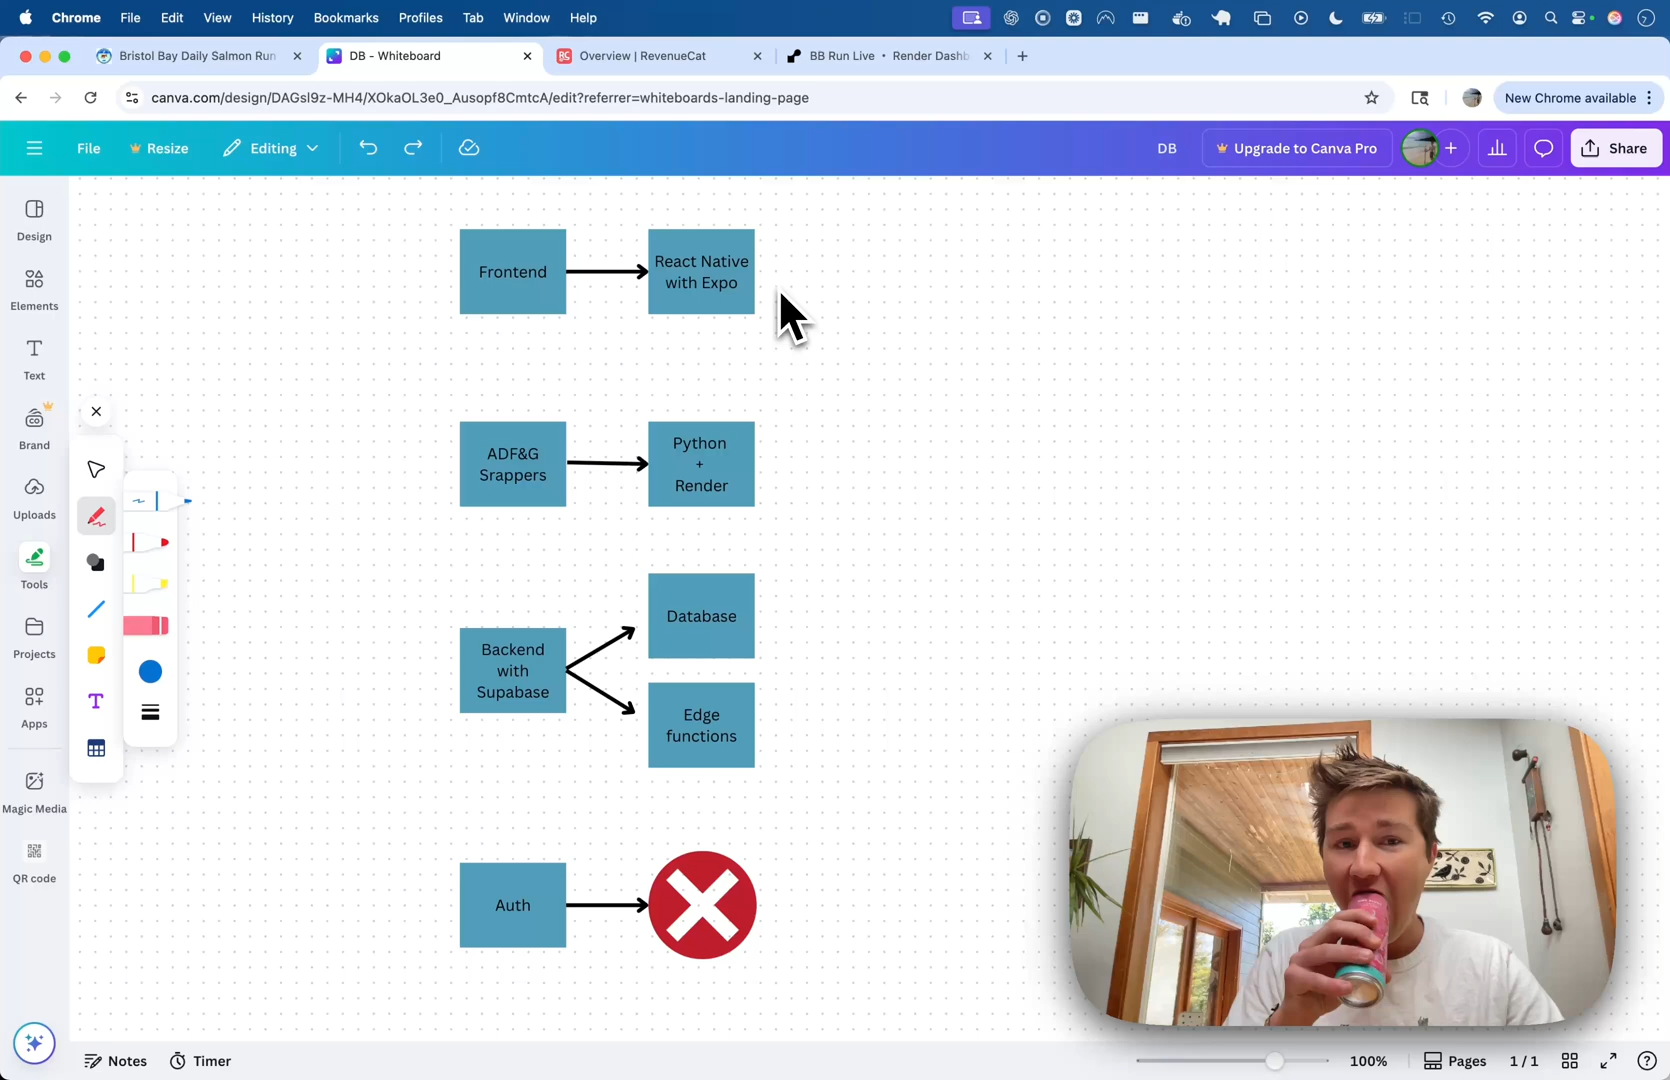 Chrome File Edit View History Bookmarks Profiles Tab Window Help
Bristol Bay Daily Salmon Run
DB - Whiteboard
RC Overview | RevenueCat
BB Run Live • Render Dashb
canva.com/design/DAGsI9z-MH4/XOkaOL3e0_Ausopf8CmtcA/edit?referrer=whiteboards-landing-page
New Chrome available
File
Resize
Editing
DB
Upgrade to Canva Pro
Share
Design
Elements
Text
Brand
Uploads
Tools
Projects
Apps
Magic Media
QR code
T
Frontend
React Native
with Expo
ADF&G
Srappers
Python
+
Render
Backend
with
Supabase
Database
Edge
functions
Auth
Notes
Timer
100%
Pages
1 / 1